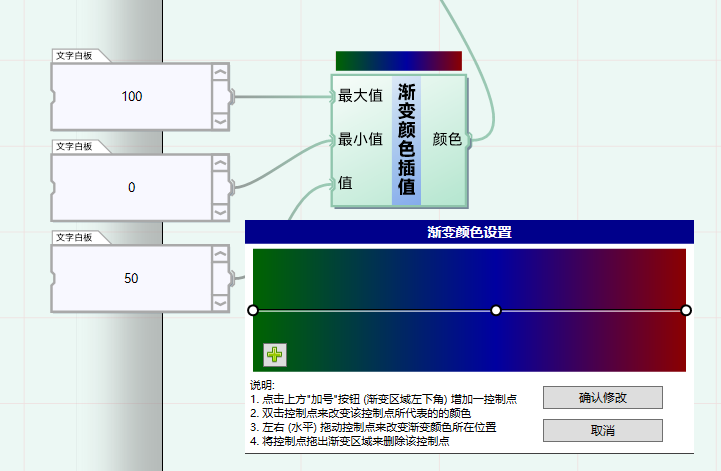 文字白板
100
文字白板
0
文字白板
50
最大值
最小值
值
渐变颜色插值
颜色
渐变颜色设置
说明:
1. 点击上方"加号"按钮 (渐变区域左下角) 增加一控制点
2. 双击控制点来改变该控制点所代表的的颜色
3. 左右 (水平) 拖动控制点来改变渐变颜色所在位置
4. 将控制点拖出渐变区域来删除该控制点
确认修改
取消